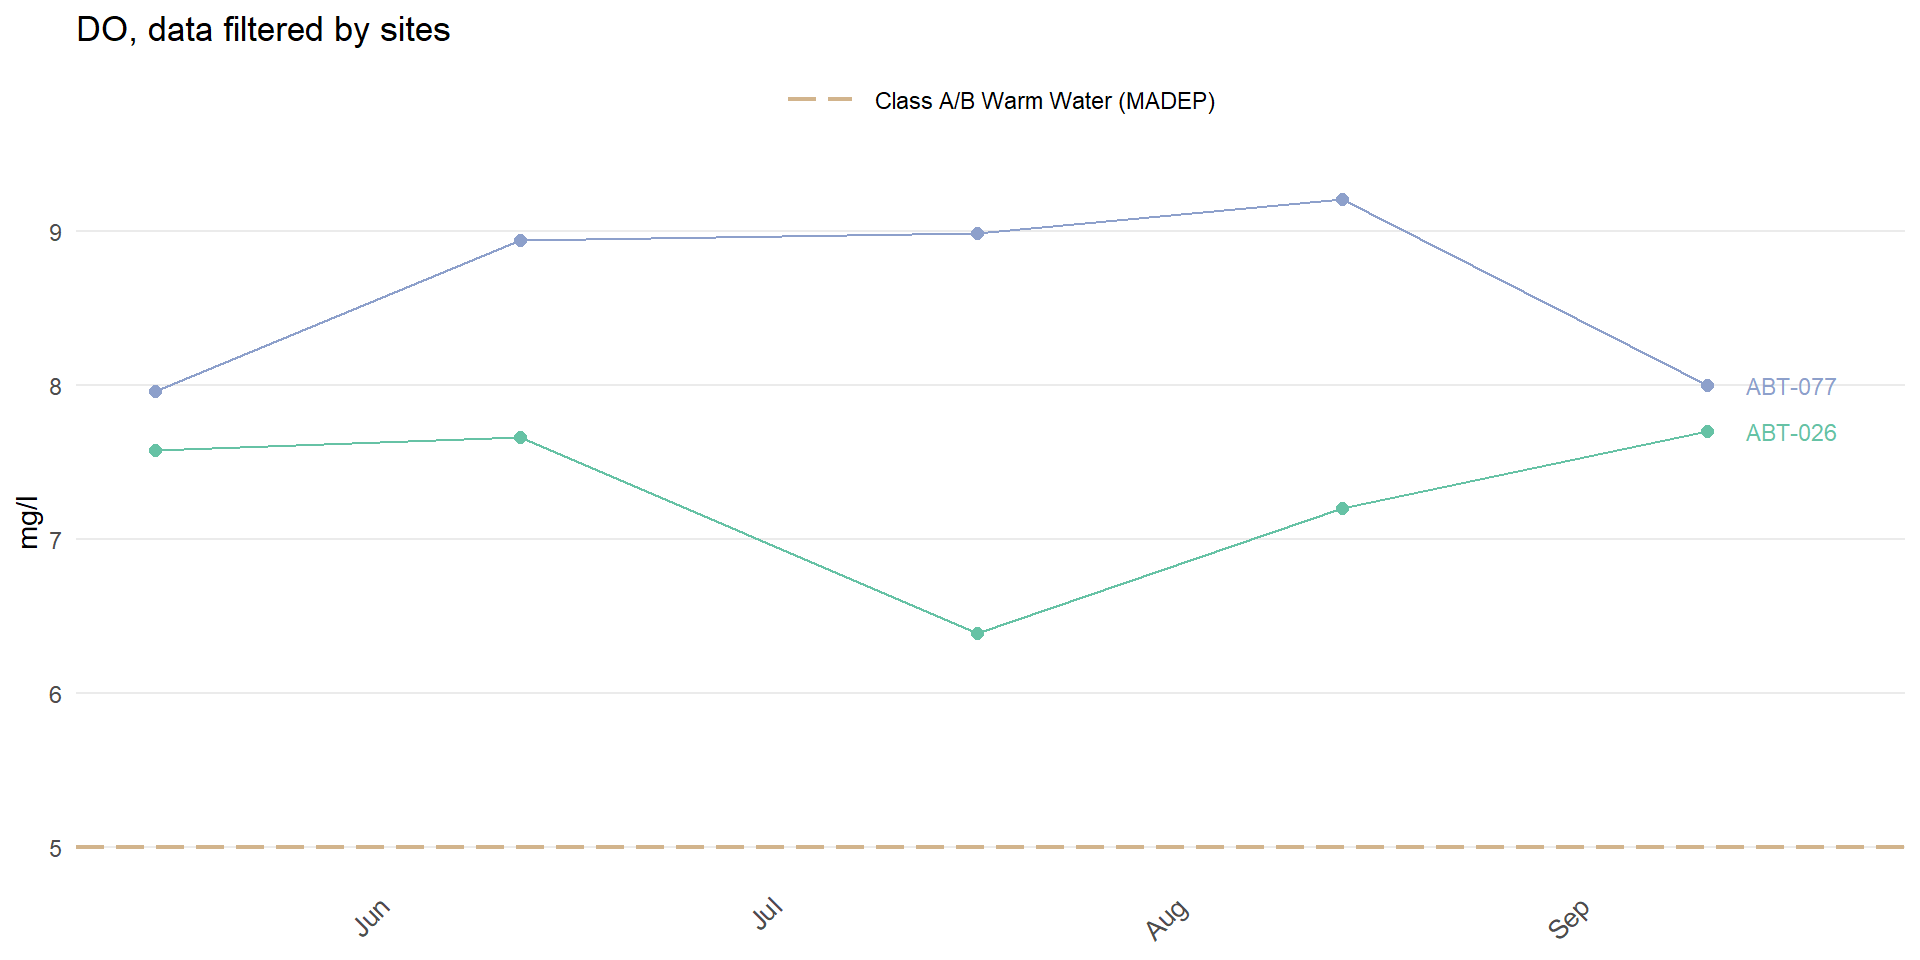 DO, data filtered by sites
Class A/B Warm Water (MADEP)
mg/l
9
8
7
6
5
ABT-077
ABT-026
Jun
Jul
Aug
Sep